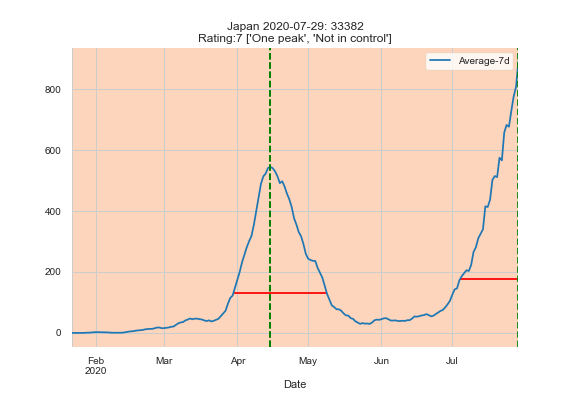 Japan 2020-07-29: 33382
Rating:7 ['One peak', 'Not in control']
Average-7d
800
600
400
200
0
Feb Mar Apr May Jun Jul
2020
Date